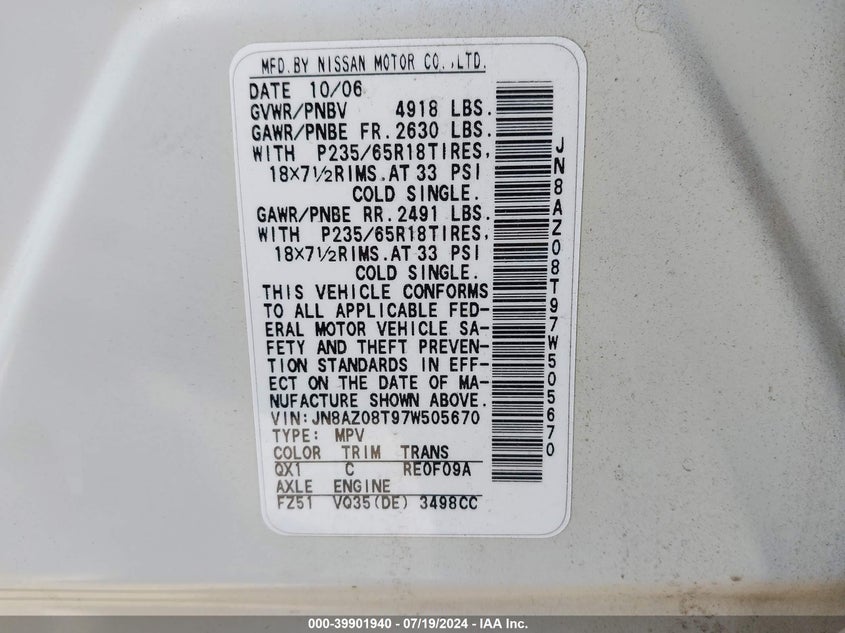 MFD.BY NISSAN MOTOR CO.,LTD.
DATE 10/06
GVWR/PNBV 4918 LBS.
GAWR/PNBE FR. 2630 LBS.
WITH P235/65R18TIRES,
18×7½RIMS.AT 33 PSI
COLD SINGLE.
GAWR/PNBE RR. 2491 LBS.
WITH P235/65R18TIRES,
18×7½RIMS.AT 33 PSI
COLD SINGLE.
THIS VEHICLE CONFORMS
TO ALL APPLICABLE FED-
ERAL MOTOR VEHICLE SA-
FETY AND THEFT PREVEN-
TION STANDARDS IN EFF-
ECT ON THE DATE OF MA-
NUFACTURE SHOWN ABOVE.
VIN:JN8AZ08T97W505670
TYPE: MPV
COLOR TRIM TRANS
QX1 C RE0F09A
AXLE ENGINE
FZ51 VQ35(DE) 3498CC
JN8AZ08T97W505670
000-39901940 - 07/19/2024 - IAA Inc.